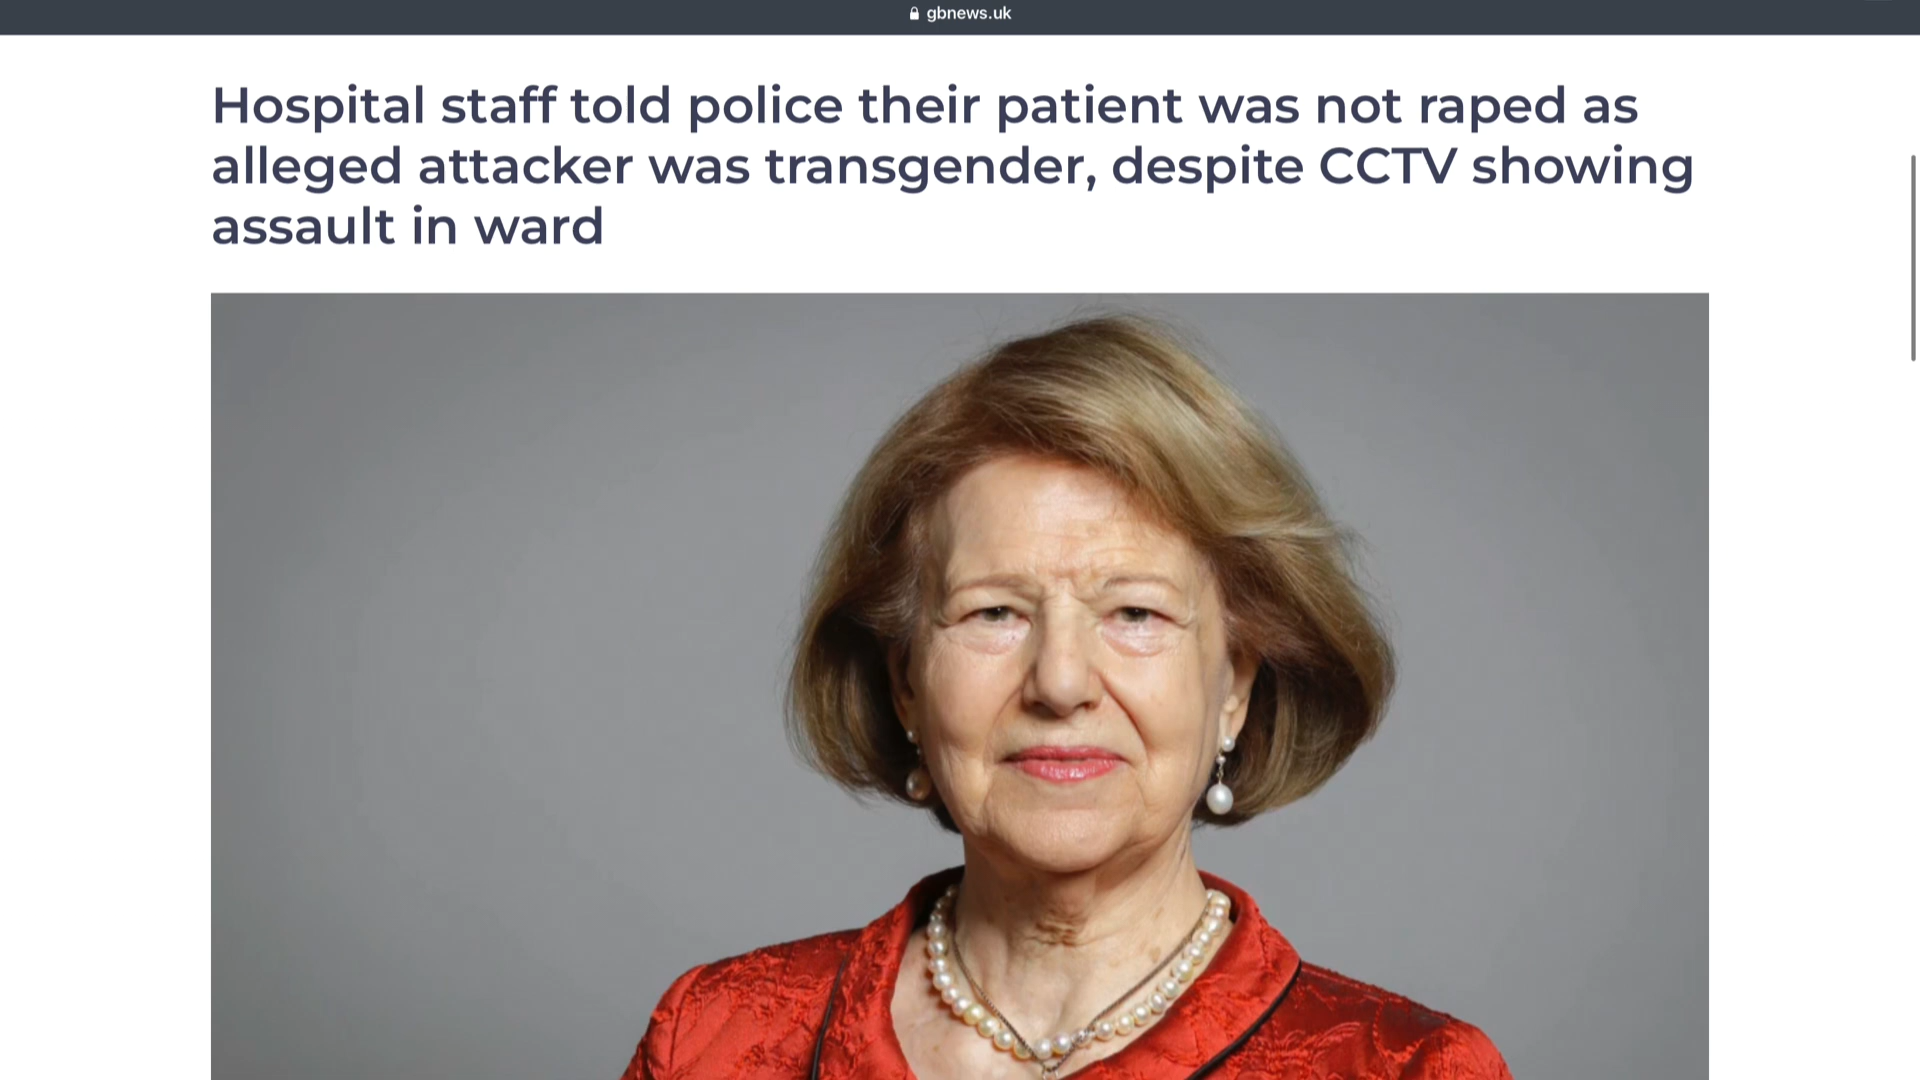 gbnews.uk
Hospital staff told police their patient was not raped as
alleged attacker was transgender, despite CCTV showing
assault in ward